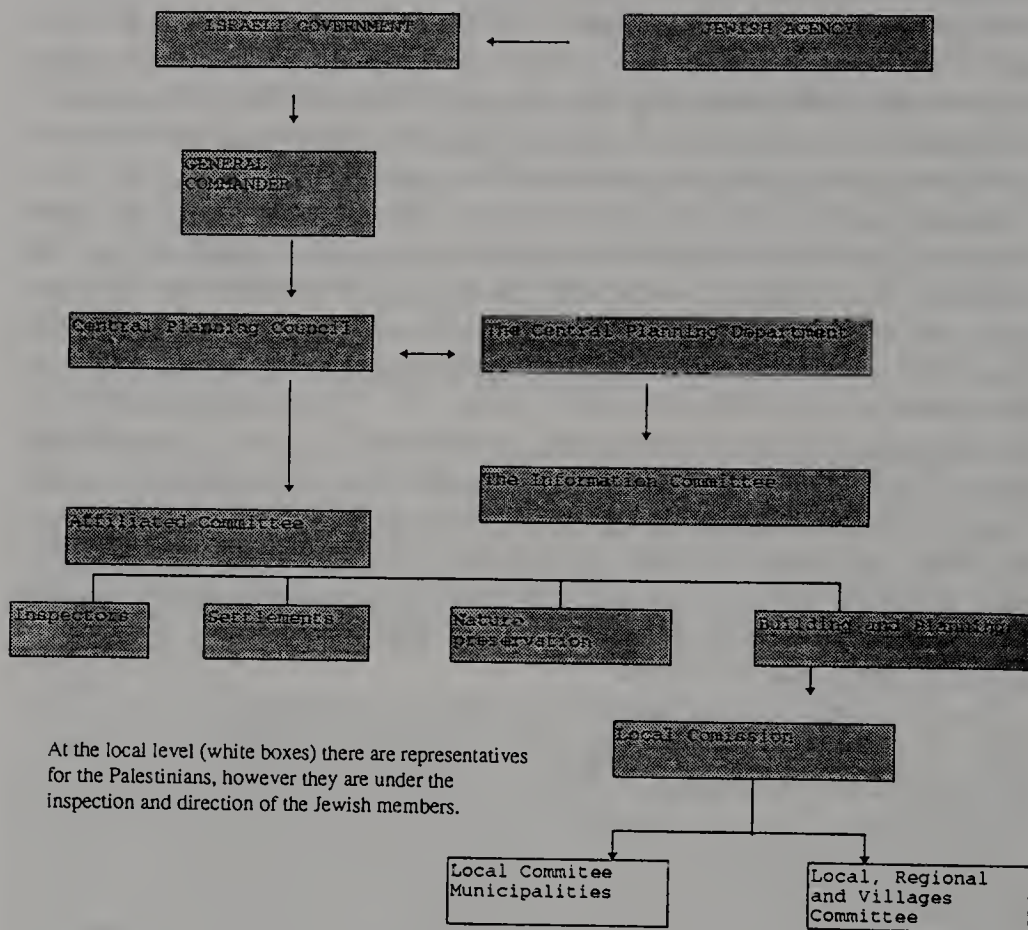 ISRAELI GOVERNMENT
JEWISH AGENCY
GENERAL
COMMANDER
Central Planning Council
The Central Planning Department
The Information Committee
Affiliated Committee
Inspectors
Settlements
Nature
preservation
Building and Planning
Local Comission
At the local level (white boxes) there are representatives
for the Palestinians, however they are under the
inspection and direction of the Jewish members.
Local Commitee
Municipalities
Local, Regional
and Villages
Committee